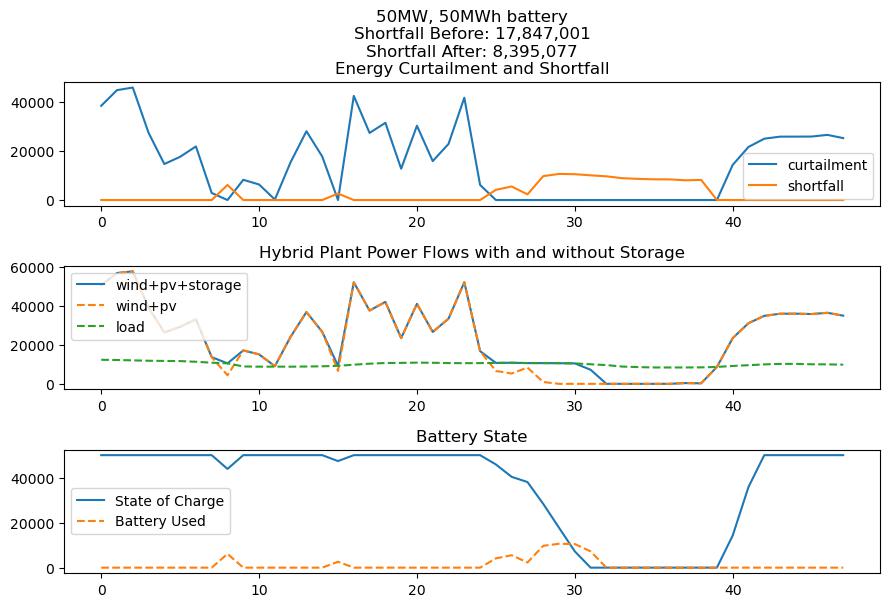 50MW, 50MWh battery
Shortfall Before: 17,847,001
Shortfall After: 8,395,077
Energy Curtailment and Shortfall
40000
20000
0
curtailment
shortfall
0 10 20 30 40
Hybrid Plant Power Flows with and without Storage
60000
40000
20000
0
wind+pv+storage
wind+pv
load
0 10 20 30 40
Battery State
40000
20000
0
State of Charge
Battery Used
0 10 20 30 40